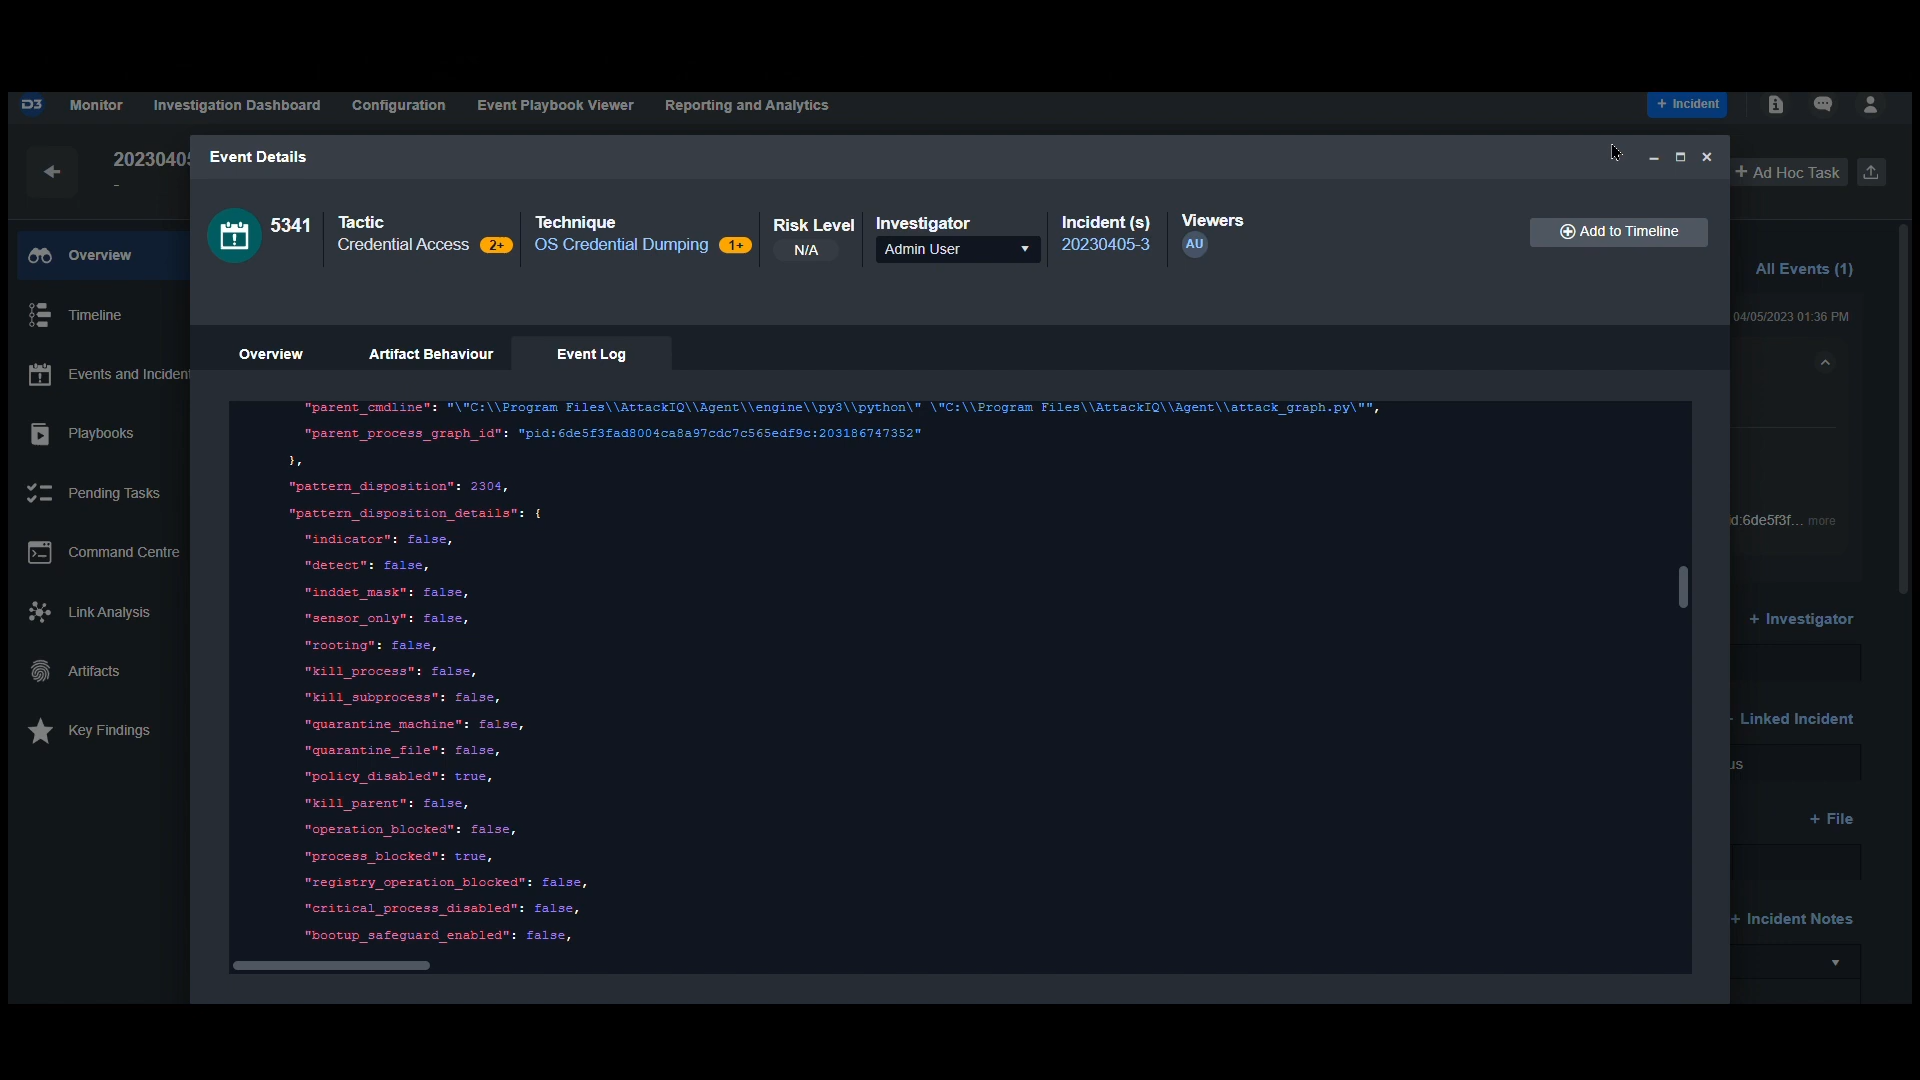 D3 Monitor Investigation Dashboard Configuration Event Playbook Viewer Reporting and Analytics + Incident
2023040
-
+ Ad Hoc Task
Event Details
5341
Tactic
Credential Access 2+
Technique
OS Credential Dumping 1+
Risk Level
N/A
Investigator
Admin User
Incident (s)
20230405-3
Viewers
AU
Add to Timeline
Overview
Timeline
Events and Inciden
Playbooks
Pending Tasks
Command Centre
Link Analysis
Artifacts
Key Findings
Overview Artifact Behaviour Event Log
"parent_cmdline": "\"C:\\Program Files\\AttackIQ\\Agent\\engine\\py3\\python\" \"C:\\Program Files\\AttackIQ\\Agent\\attack_graph.py\"",
"parent_process_graph_id": "pid:6de5f3fad8004ca8a97cdc7c565edf9c:203186747352"
},
"pattern_disposition": 2304,
"pattern_disposition_details": {
"indicator": false,
"detect": false,
"inddet_mask": false,
"sensor_only": false,
"rooting": false,
"kill_process": false,
"kill_subprocess": false,
"quarantine_machine": false,
"quarantine_file": false,
"policy_disabled": true,
"kill_parent": false,
"operation_blocked": false,
"process_blocked": true,
"registry_operation_blocked": false,
"critical_process_disabled": false,
"bootup_safeguard_enabled": false,
All Events (1)
04/05/2023 01:36 PM
d:6de5f3f... more
+ Investigator
Linked Incident
us
+ File
+ Incident Notes